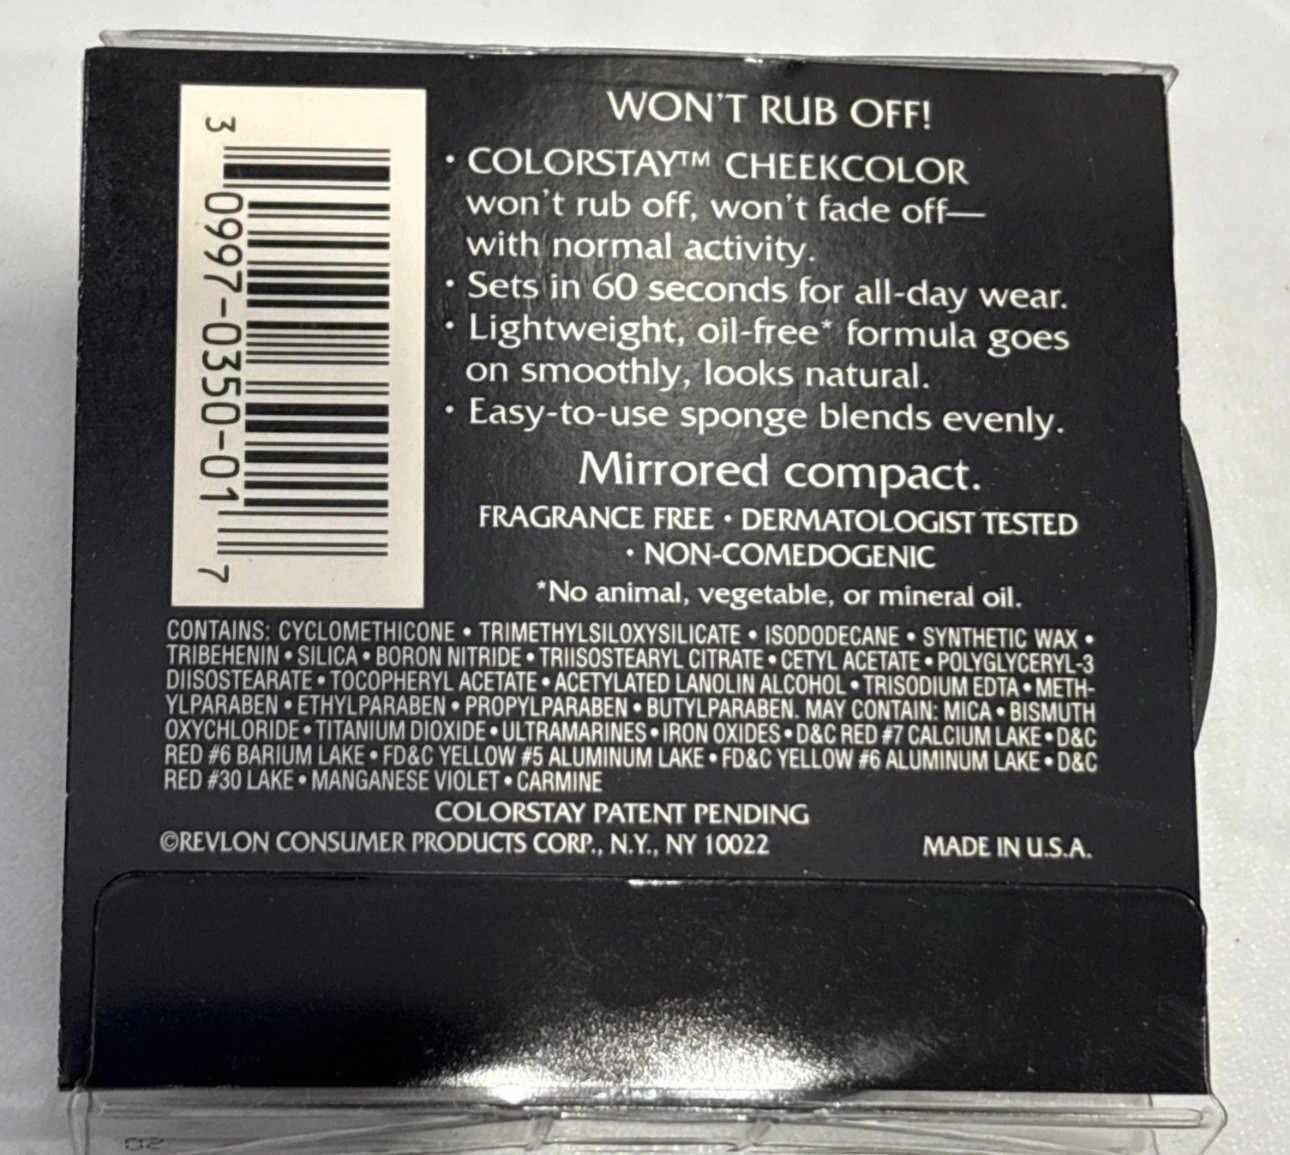 WON'T RUB OFF!
• COLORSTAY™ CHEEKCOLOR
won't rub off, won't fade off—
with normal activity.
• Sets in 60 seconds for all-day wear.
• Lightweight, oil-free* formula goes
on smoothly, looks natural.
• Easy-to-use sponge blends evenly.
Mirrored compact.
FRAGRANCE FREE • DERMATOLOGIST TESTED
• NON-COMEDOGENIC
*No animal, vegetable, or mineral oil.
3 0997-0350-01 7
CONTAINS: CYCLOMETHICONE • TRIMETHYLSILOXYSILICATE • ISODODECANE • SYNTHETIC WAX •
TRIBEHENIN • SILICA • BORON NITRIDE • TRIISOSTEARYL CITRATE • CETYL ACETATE • POLYGLYCERYL-3
DIISOSTEARATE • TOCOPHERYL ACETATE • ACETYLATED LANOLIN ALCOHOL • TRISODIUM EDTA • METH-
YLPARABEN • ETHYLPARABEN • PROPYLPARABEN • BUTYLPARABEN. MAY CONTAIN: MICA • BISMUTH
OXYCHLORIDE • TITANIUM DIOXIDE • ULTRAMARINES • IRON OXIDES • D&C RED #7 CALCIUM LAKE • D&C
RED #6 BARIUM LAKE • FD&C YELLOW #5 ALUMINUM LAKE • FD&C YELLOW #6 ALUMINUM LAKE • D&C
RED #30 LAKE • MANGANESE VIOLET • CARMINE
COLORSTAY PATENT PENDING
©REVLON CONSUMER PRODUCTS CORP., N.Y., NY 10022 MADE IN U.S.A.